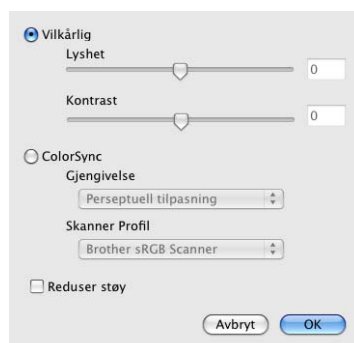 Vilkårlig
Lyshet
0
Kontrast
0
ColorSync
Gjengivelse
Perseptuell tilpasning
Skanner Profil
Brother sRGB Scanner
Reduser støy
Avbryt OK